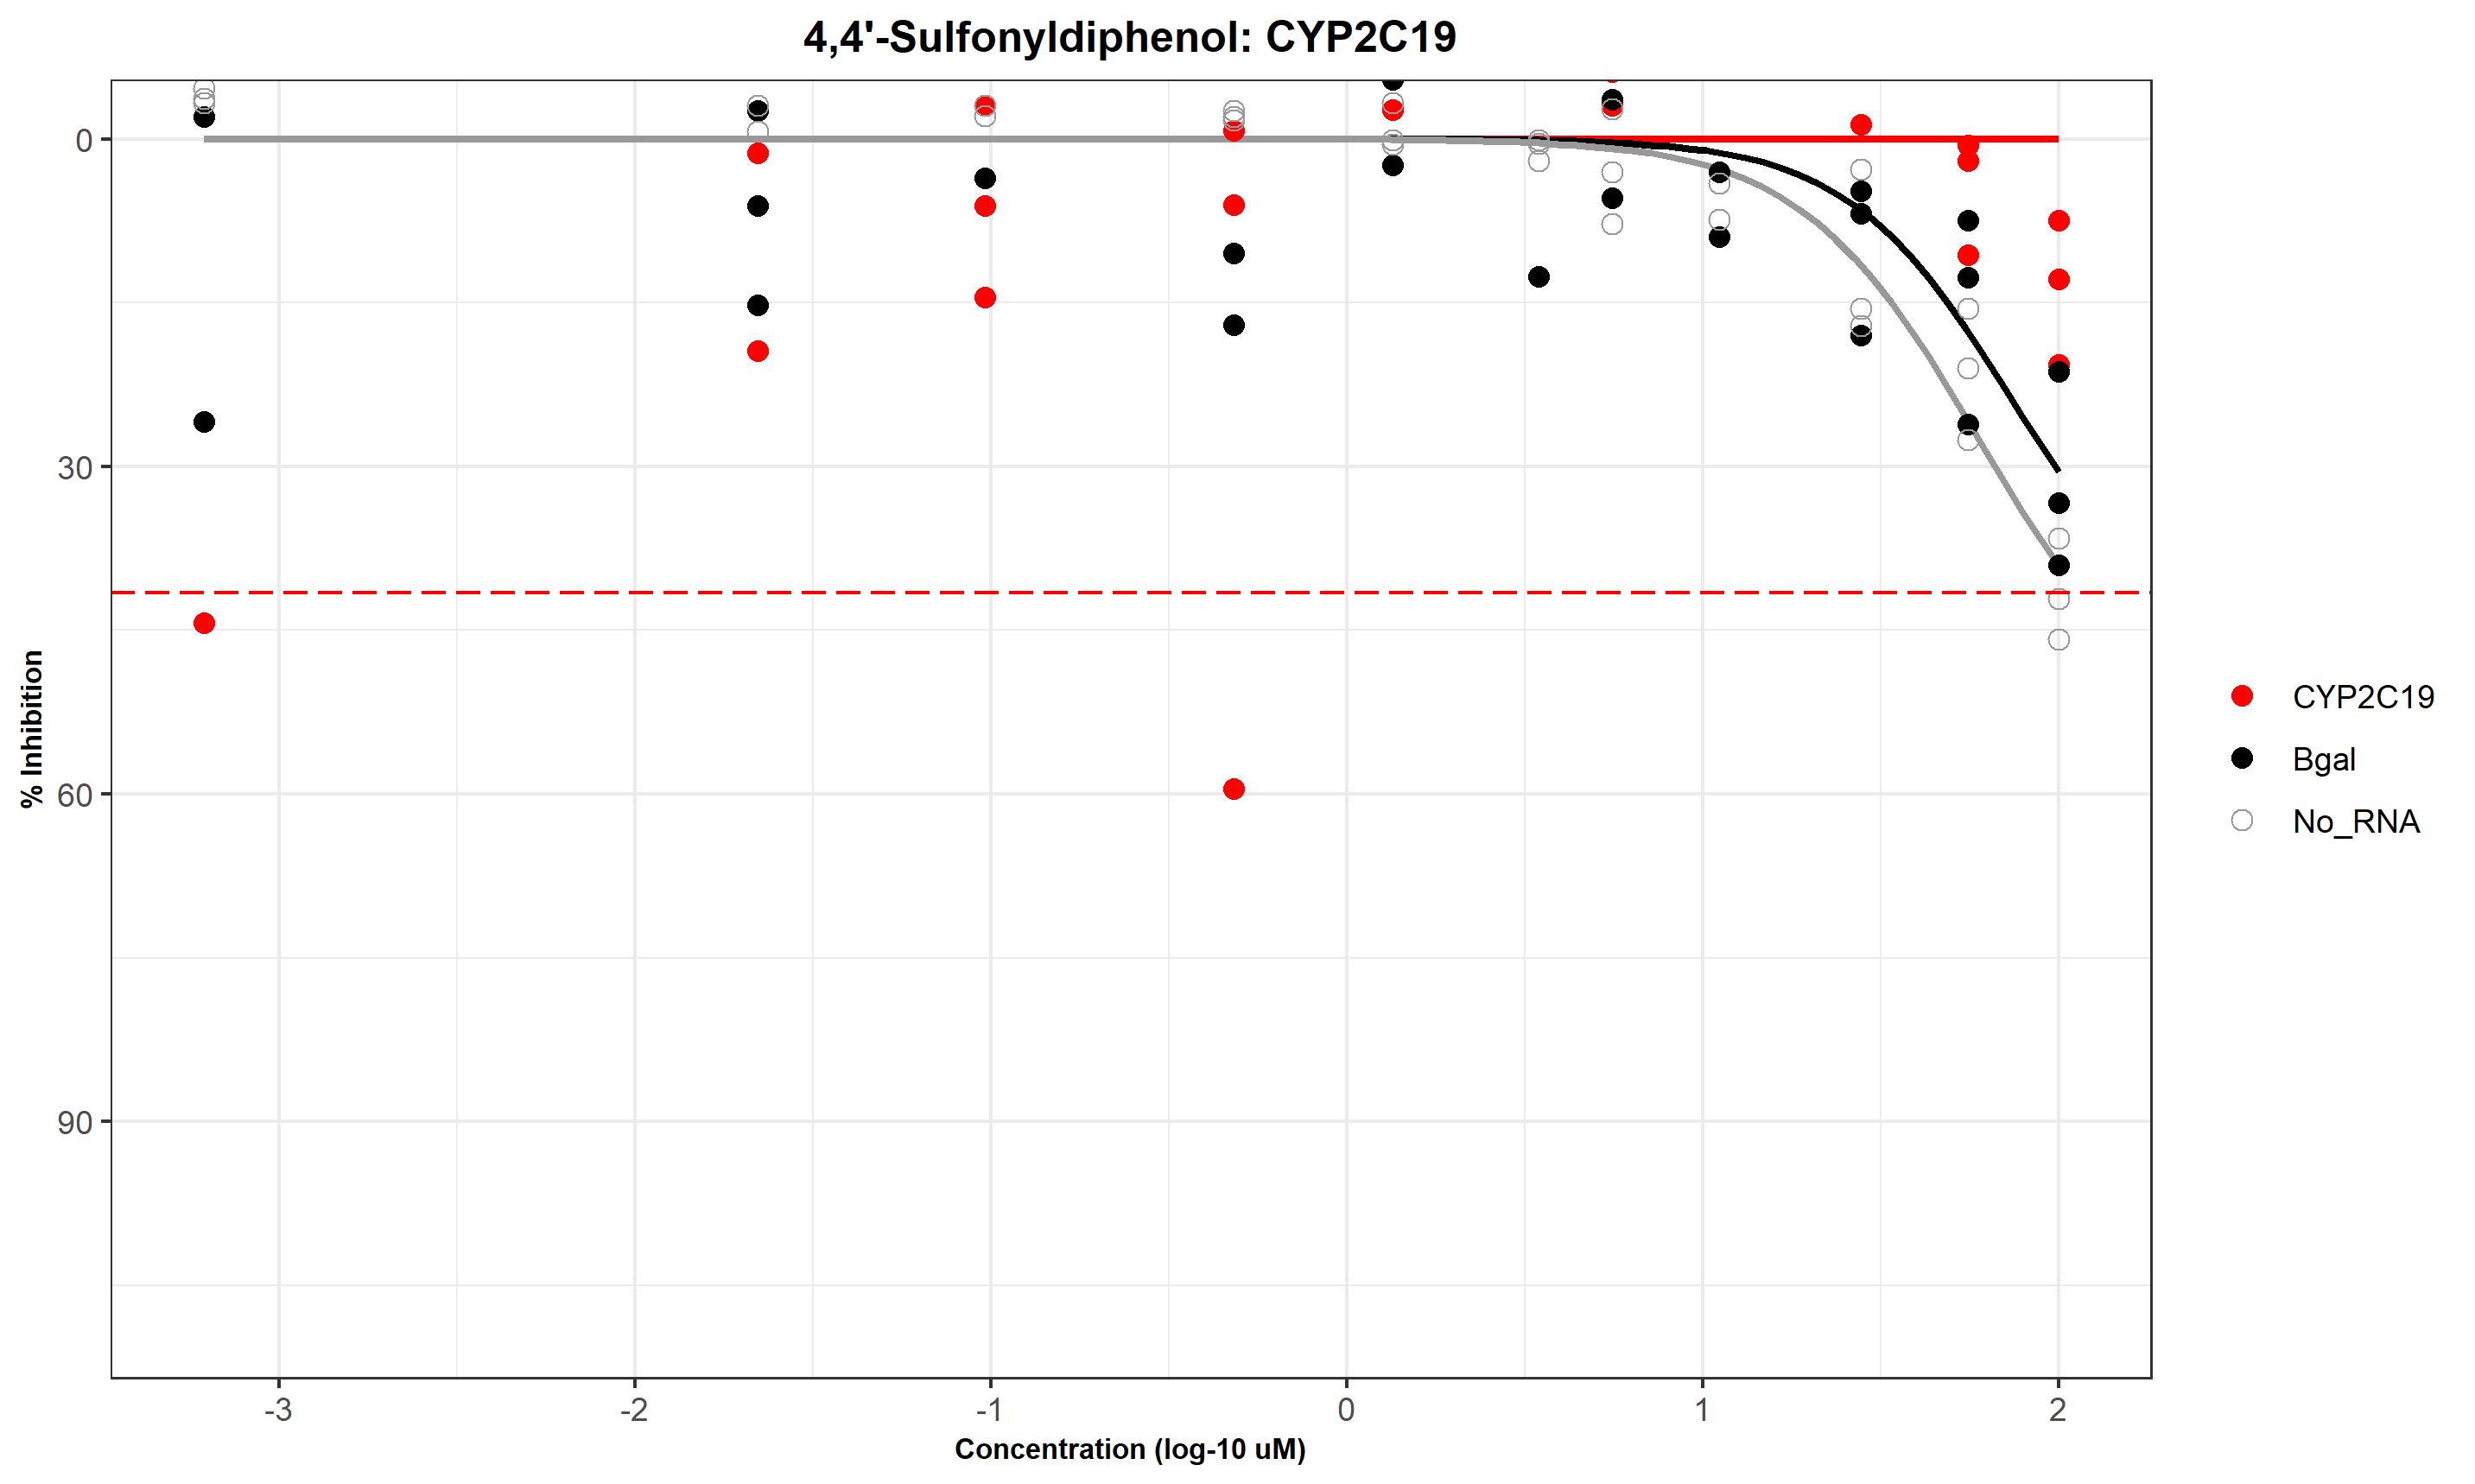 4,4'-Sulfonyldiphenol: CYP2C19
0
30
60
90
% Inhibition
-3
-2
-1
0
1
2
Concentration (log-10 uM)
CYP2C19
Bgal
No_RNA